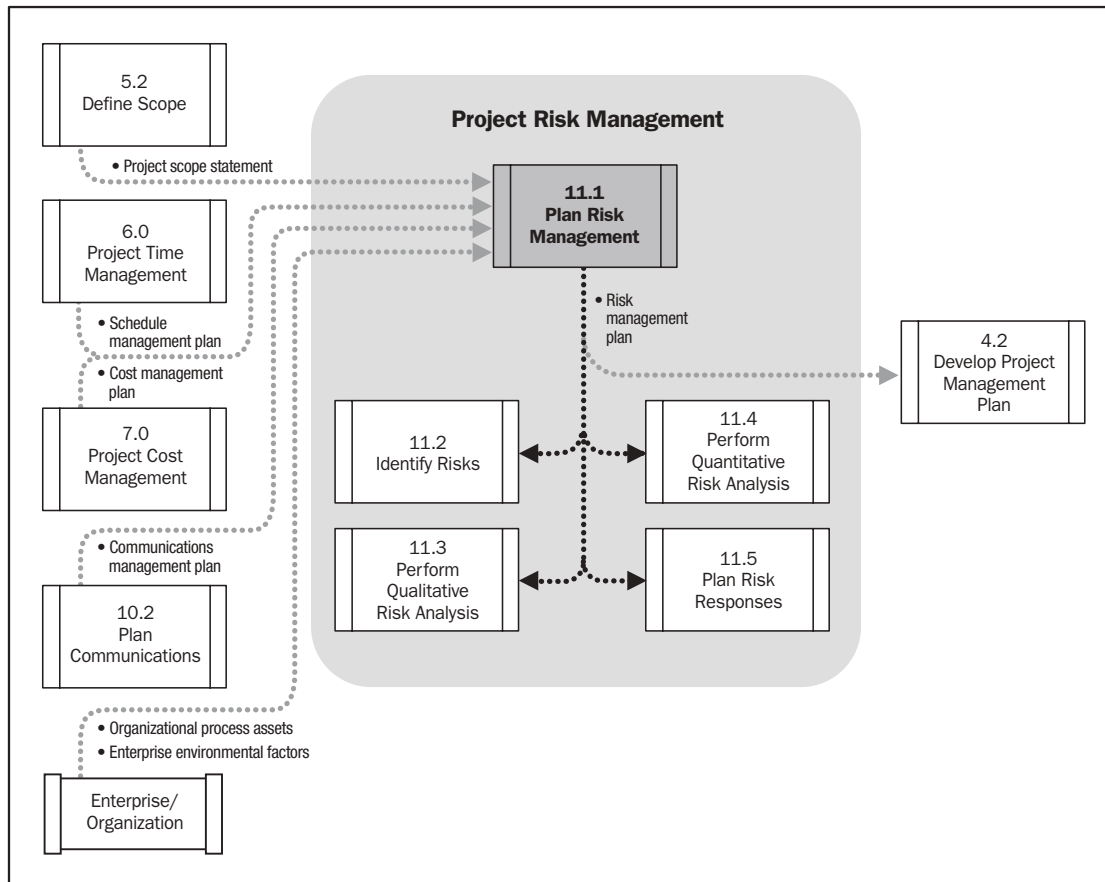 5.2
Define Scope
• Project scope statement
6.0
Project Time
Management
• Schedule
management plan
• Cost management
plan
7.0
Project Cost
Management
• Communications
management plan
10.2
Plan
Communications
• Organizational process assets
• Enterprise environmental factors
Enterprise/
Organization
Project Risk Management
11.1
Plan Risk
Management
• Risk
management
plan
11.2
Identify Risks
11.4
Perform
Quantitative
Risk Analysis
11.3
Perform
Qualitative
Risk Analysis
11.5
Plan Risk
Responses
4.2
Develop Project
Management
Plan